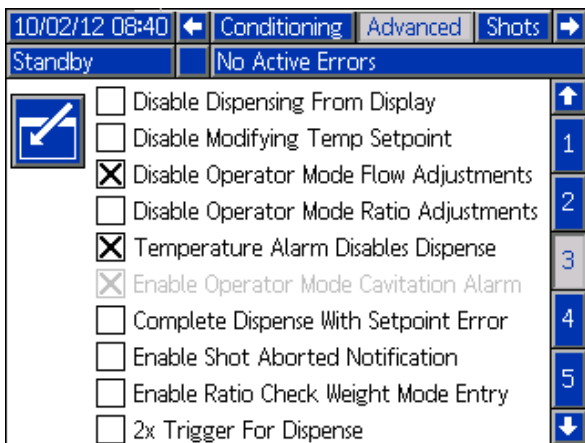 10/02/12 08:40 Conditioning Advanced Shots
Standby No Active Errors
Disable Dispensing From Display
Disable Modifying Temp Setpoint
1
Disable Operator Mode Flow Adjustments
Disable Operator Mode Ratio Adjustments
2
Temperature Alarm Disables Dispense
3
Enable Operator Mode Cavitation Alarm
Complete Dispense With Setpoint Error
4
Enable Shot Aborted Notification
5
Enable Ratio Check Weight Mode Entry
2x Trigger For Dispense